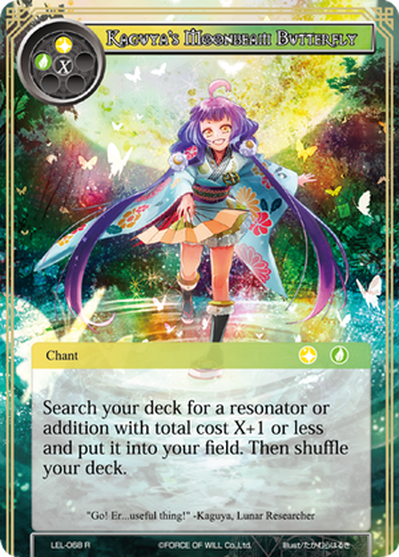 Kaguya's Moonbeam Butterfly
X
Chant
Search your deck for a resonator or
addition with total cost X+1 or less
and put it into your field. Then shuffle
your deck.
"Go! Er...useful thing!" -Kaguya, Lunar Researcher
LEL-068 R
©FORCE OF WILL Co.,Ltd.
Illust/